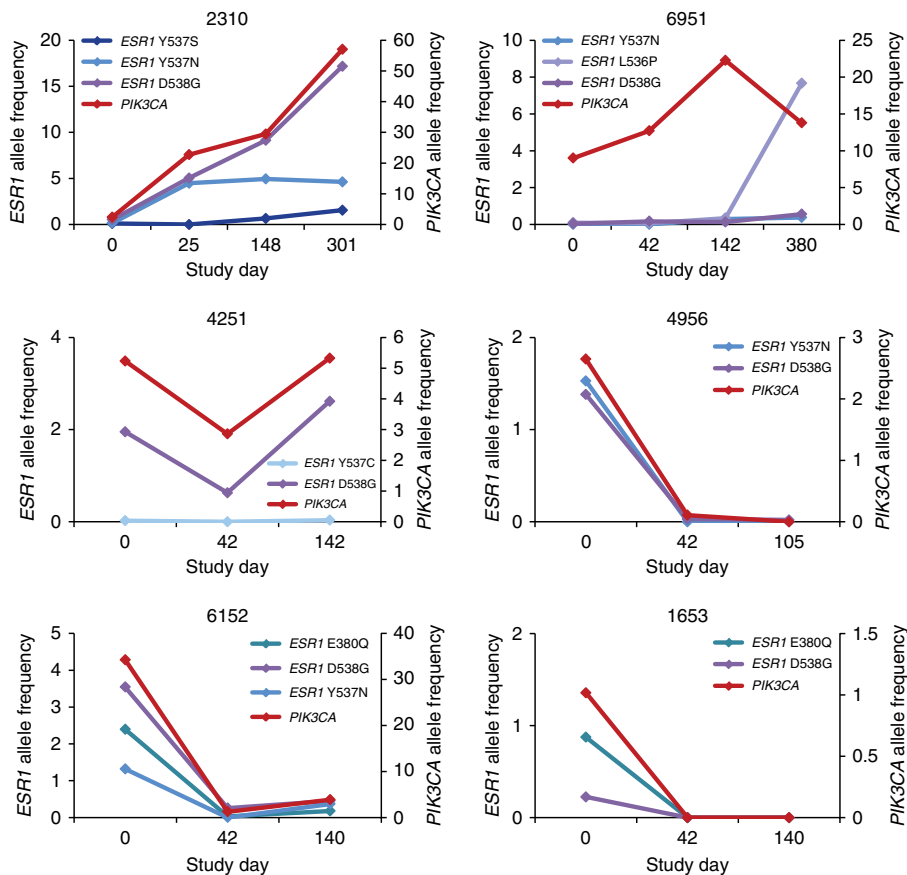 2310
ESR1 allele frequency
20
15
10
5
0
ESR1 Y537S
ESR1 Y537N
ESR1 D538G
PIK3CA
60
50
40
30
20
10
0
PIK3CA allele frequency
0 25 148 301
Study day
6951
ESR1 allele frequency
10
8
6
4
2
0
ESR1 Y537N
ESR1 L536P
ESR1 D538G
PIK3CA
25
20
15
10
5
0
PIK3CA allele frequency
0 42 142 380
Study day
4251
ESR1 allele frequency
4
2
0
ESR1 Y537C
ESR1 D538G
PIK3CA
6
5
4
3
2
1
0
PIK3CA allele frequency
0 42 142
Study day
4956
ESR1 allele frequency
2
1
0
ESR1 Y537N
ESR1 D538G
PIK3CA
3
2
1
0
PIK3CA allele frequency
0 42 105
Study day
6152
ESR1 allele frequency
5
4
3
2
1
0
ESR1 E380Q
ESR1 D538G
ESR1 Y537N
PIK3CA
40
30
20
10
0
PIK3CA allele frequency
0 42 140
Study day
1653
ESR1 allele frequency
2
1
0
ESR1 E380Q
ESR1 D538G
PIK3CA
1.5
1
0.5
0
PIK3CA allele frequency
0 42 140
Study day